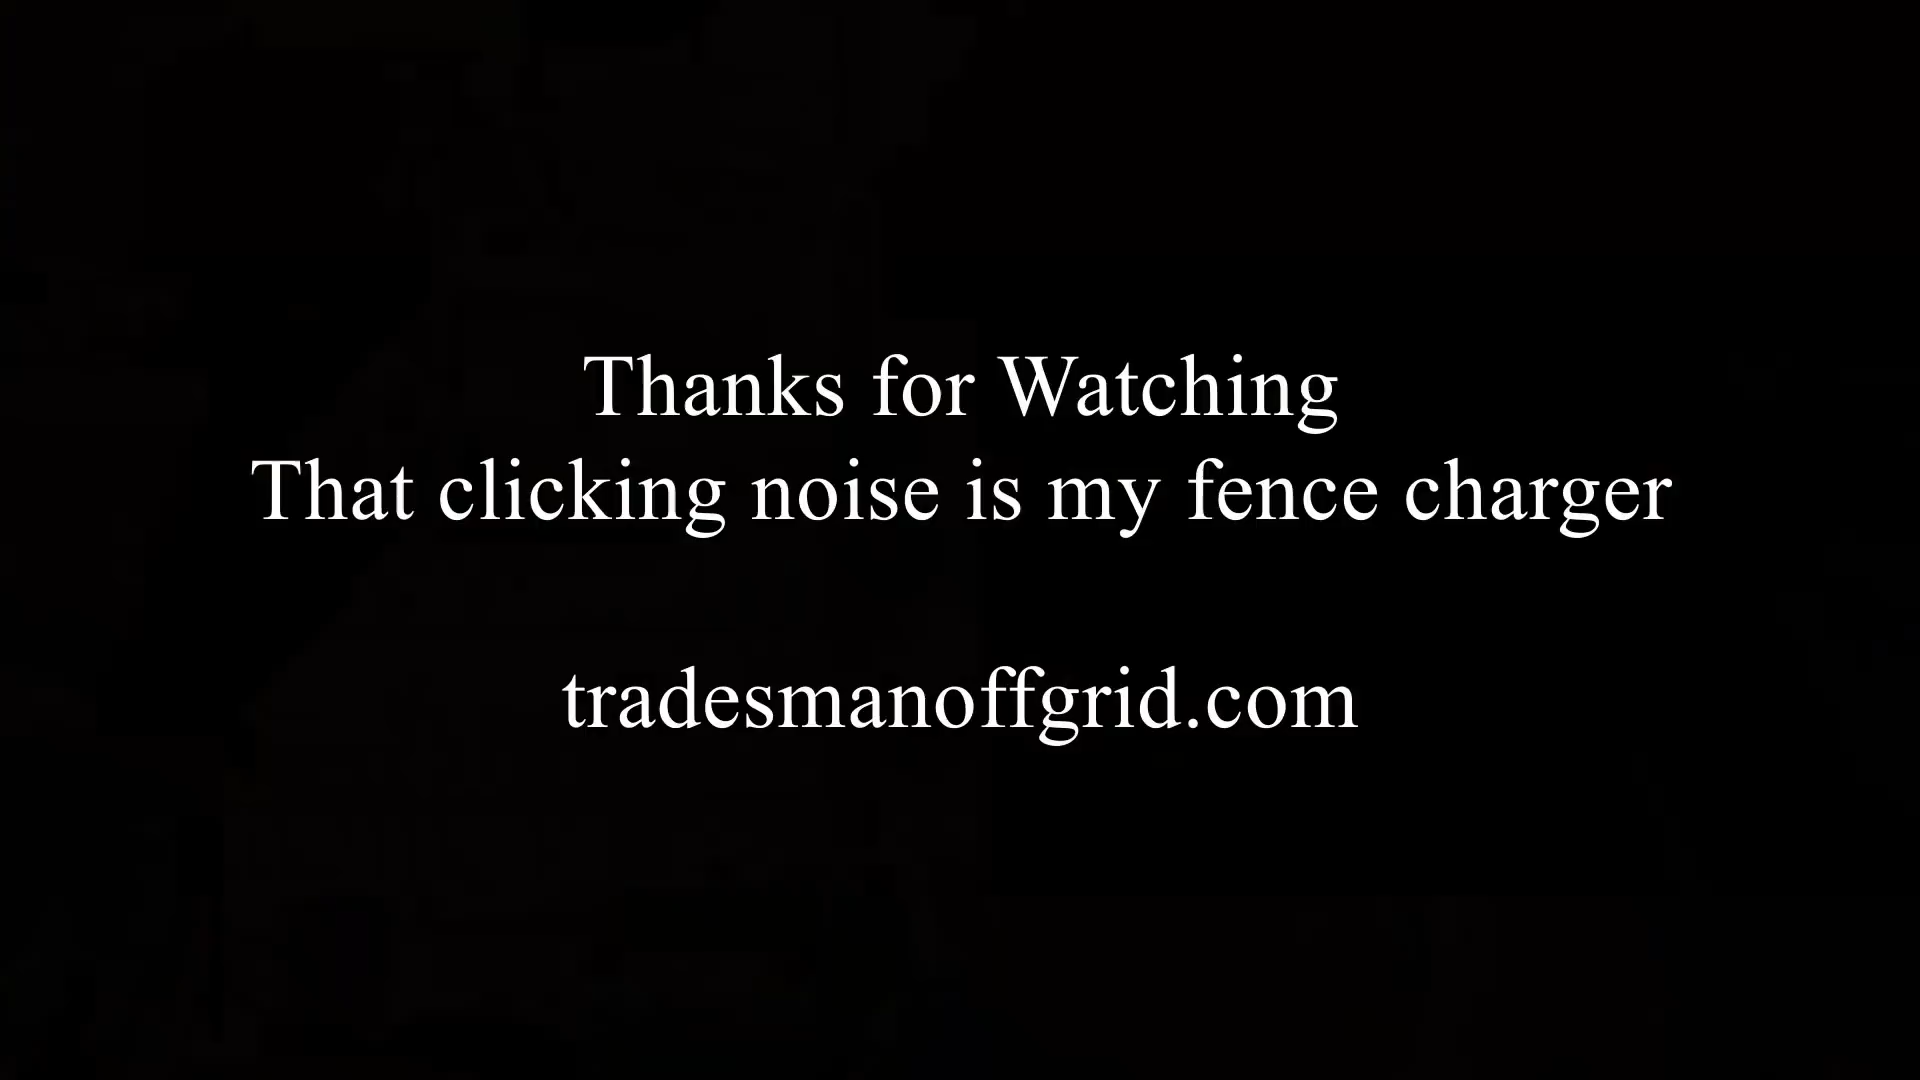 Thanks for Watching
That clicking noise is my fence charger
tradesmanoffgrid.com